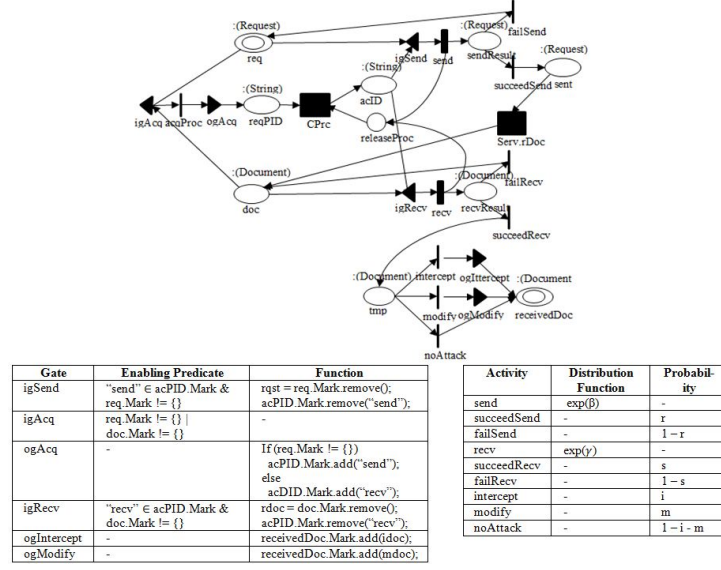 :(Request)
req
igSend
send
:(Request)
sendResult
failSend
succeedSend
:(Request)
sent
:(String)
acID
:(String)
reqPID
igAcq
acqProc
ogAcq
CPrc
releaseProc
Serv.rDoc
:(Document)
doc
igRecv
recv
:(Document)
recvResult
failRecv
succeedRecv
:(Document)
tmp
intercept
ogIttercept
:(Document
modify
ogModify
receivedDoc
noAttack
Gate Enabling Predicate Function
igSend "send" ∈ acPID.Mark & rqst = req.Mark.remove();
req.Mark != {} acPID.Mark.remove("send");
igAcq req.Mark != {} | -
doc.Mark != {}
ogAcq - If (req.Mark != {})
acPID.Mark.add("send");
else
acDID.Mark.add("recv");
igRecv "recv" ∈ acPID.Mark & rdoc = doc.Mark.remove();
doc.Mark != {} acPID.Mark.remove("recv");
ogIntercept - receivedDoc.Mark.add(idoc);
ogModify - receivedDoc.Mark.add(mdoc);
Activity Distribution Probabil-
Function ity
send exp(β) -
succeedSend - r
failSend - 1 – r
recv exp(γ) -
succeedRecv - s
failRecv - 1 – s
intercept - i
modify - m
noAttack - 1 – i - m